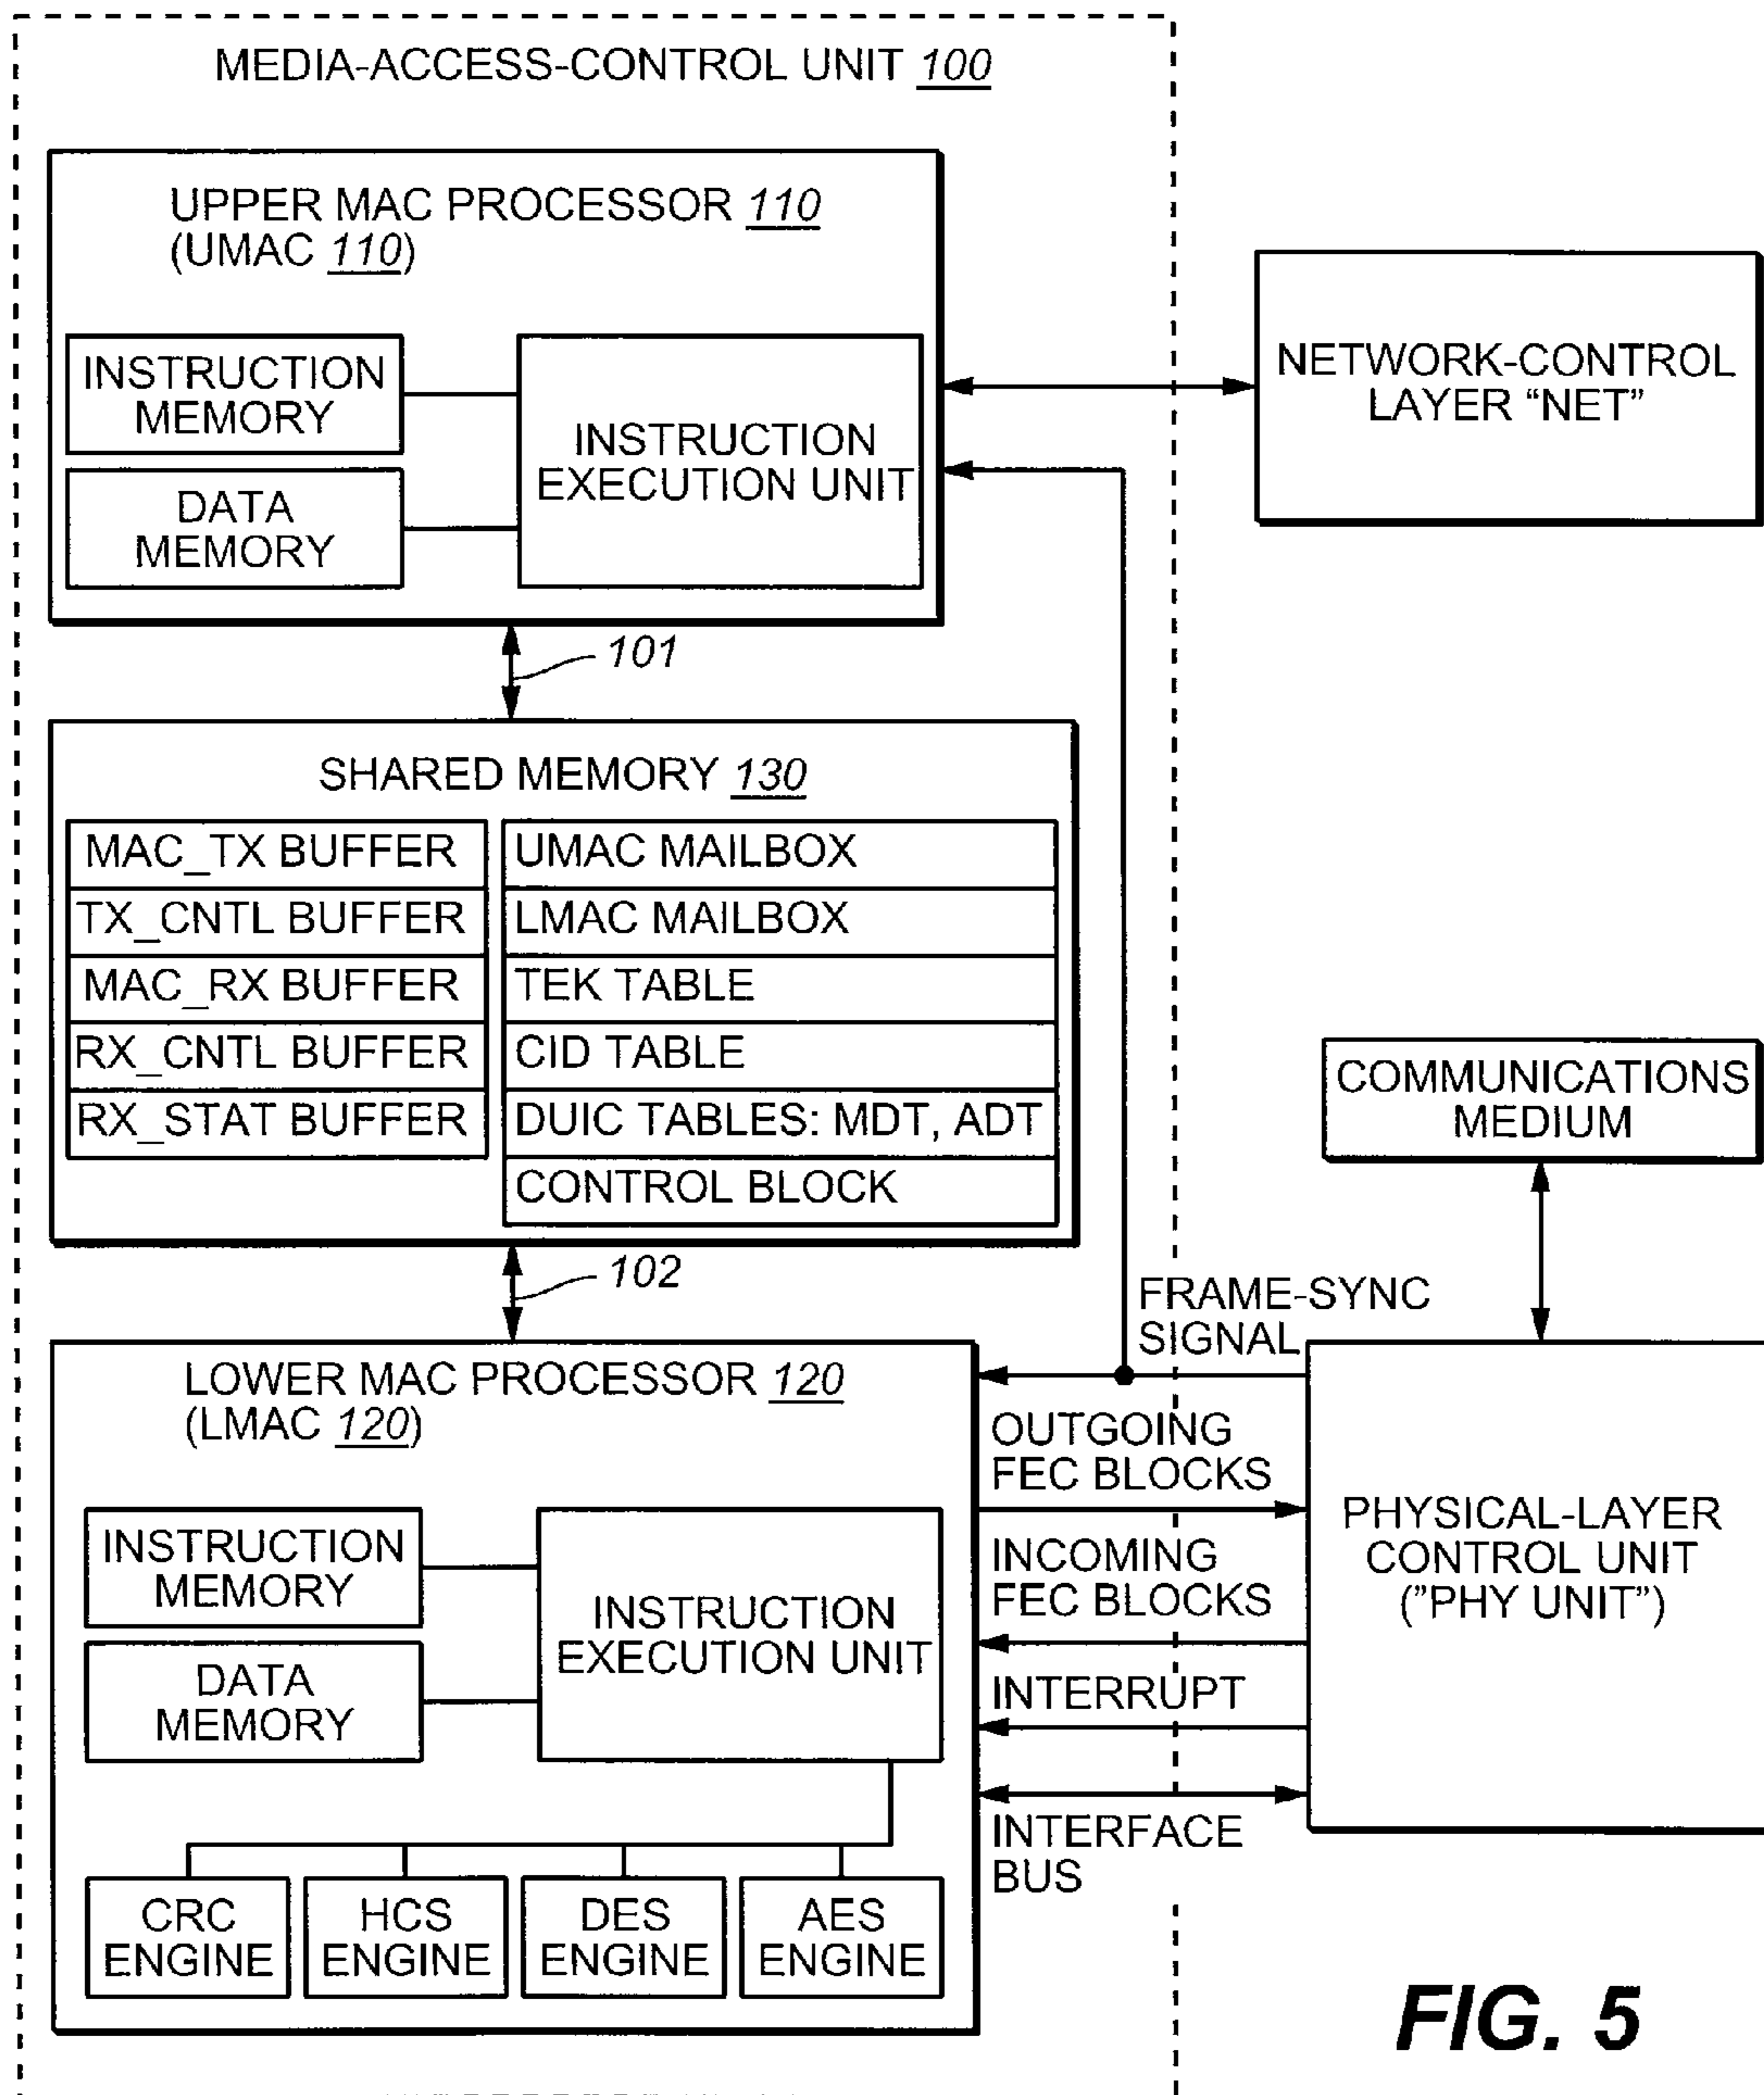 MEDIA-ACCESS-CONTROL UNIT 100
UPPER MAC PROCESSOR 110
(UMAC 110)
INSTRUCTION
MEMORY
DATA
MEMORY
INSTRUCTION
EXECUTION UNIT
NETWORK-CONTROL
LAYER “NET”
101
SHARED MEMORY 130
MAC_TX BUFFER
TX_CNTL BUFFER
MAC_RX BUFFER
RX_CNTL BUFFER
RX_STAT BUFFER
UMAC MAILBOX
LMAC MAILBOX
TEK TABLE
CID TABLE
DUIC TABLES: MDT, ADT
CONTROL BLOCK
COMMUNICATIONS
MEDIUM
102
FRAME-SYNC
SIGNAL
LOWER MAC PROCESSOR 120
(LMAC 120)
INSTRUCTION
MEMORY
DATA
MEMORY
INSTRUCTION
EXECUTION UNIT
OUTGOING
FEC BLOCKS
INCOMING
FEC BLOCKS
INTERRUPT
INTERFACE
BUS
PHYSICAL-LAYER
CONTROL UNIT
(”PHY UNIT”)
CRC
ENGINE
HCS
ENGINE
DES
ENGINE
AES
ENGINE
FIG. 5